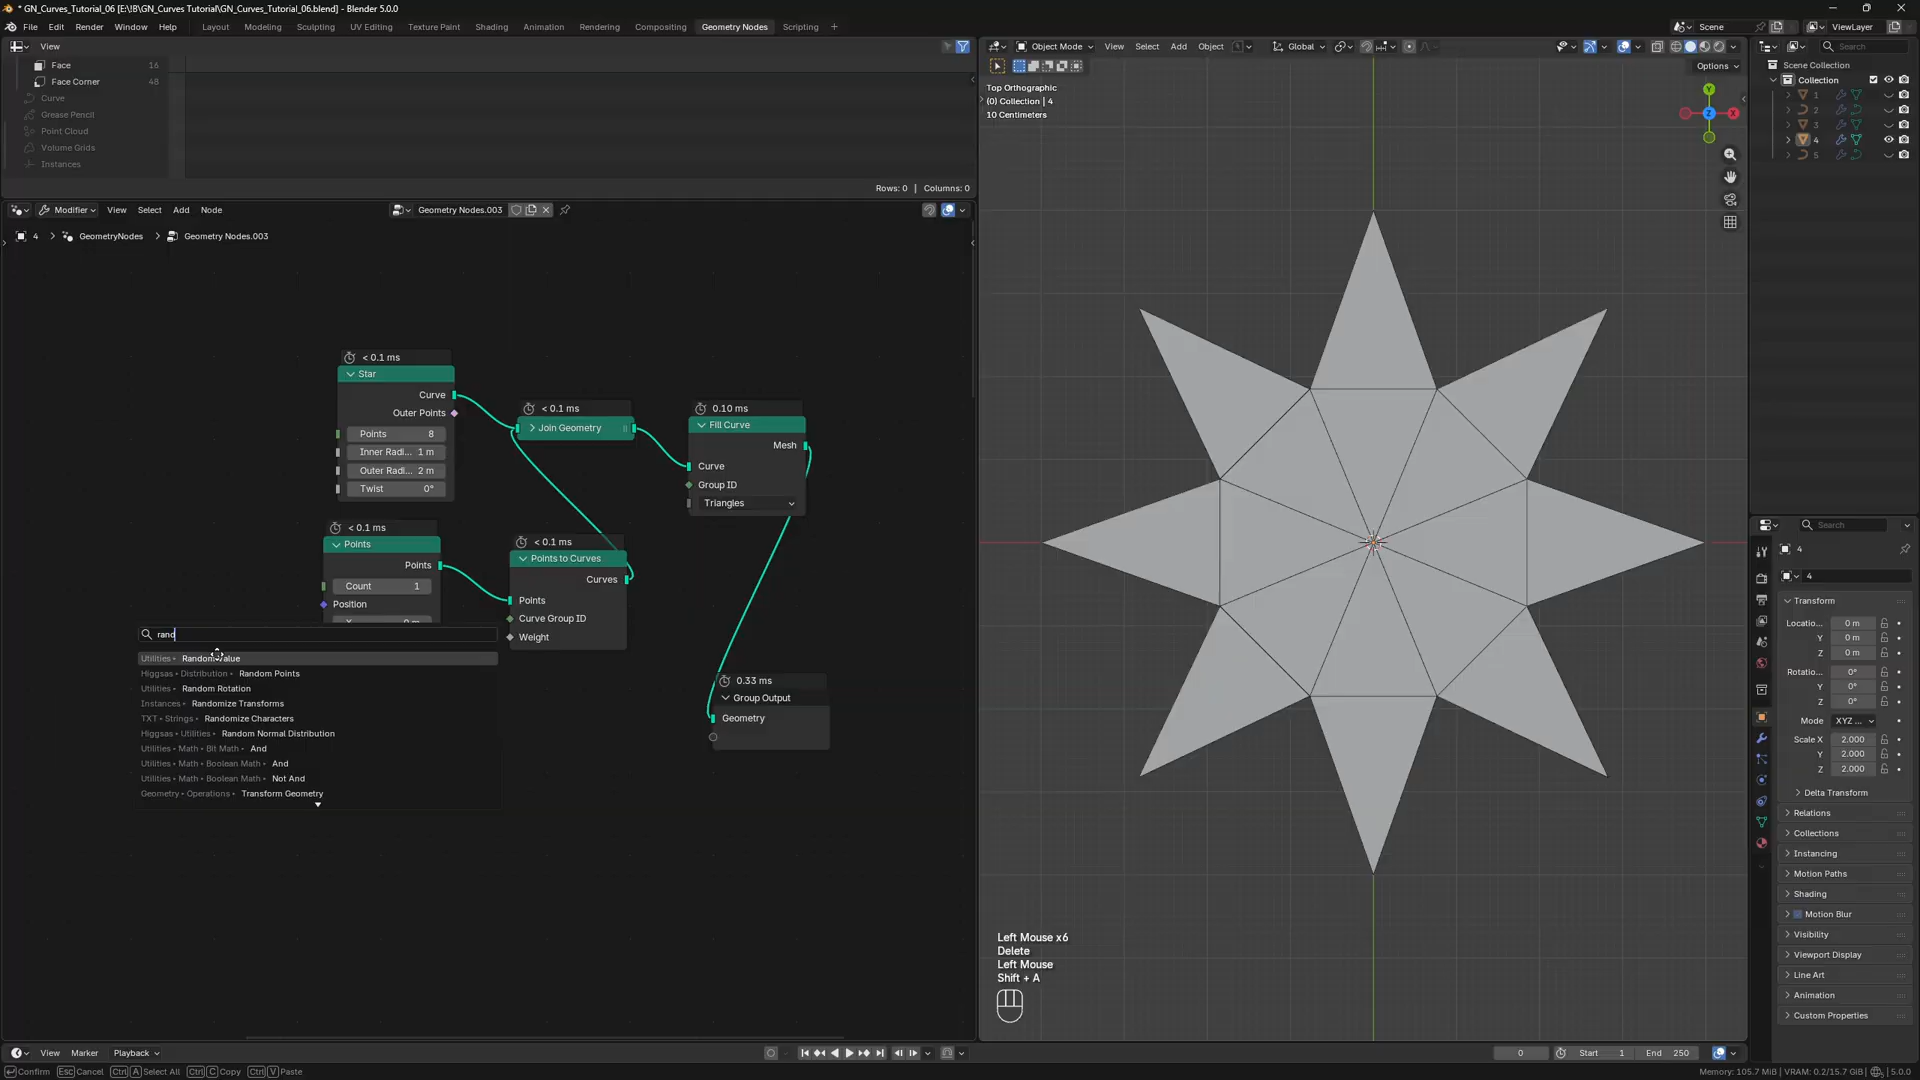 * GN_Curves_Tutorial_06 [E:\!B\GN_Curves Tutorial\GN_Curves_Tutorial_06.blend] - Blender 5.0.0
File Edit Render Window Help Layout Modeling Sculpting UV Editing Texture Paint Shading Animation Rendering Compositing Geometry Nodes Scripting +
Scene ViewLayer
View
Face 16
Face Corner 48
Curve
Grease Pencil
Point Cloud
Volume Grids
Instances
Rows: 0 | Columns: 0
Modifier View Select Add Node Geometry Nodes.003
4 > GeometryNodes > Geometry Nodes.003
< 0.1 ms
Star
Curve
Outer Points
Points 8
Inner Radi... 1 m
Outer Radi... 2 m
Twist 0°
< 0.1 ms
Join Geometry
0.10 ms
Fill Curve
Mesh
Curve
Group ID
Triangles
< 0.1 ms
Points
Points
Count 1
Position
< 0.1 ms
Points to Curves
Curves
Points
Curve Group ID
Weight
0.33 ms
Group Output
Geometry
rand
Utilities Random Value
Higgsas Distribution Random Points
Utilities Random Rotation
Instances Randomize Transforms
TXT Strings Randomize Characters
Higgsas Utilities Random Normal Distribution
Utilities Math Bit Math And
Utilities Math Boolean Math And
Utilities Math Boolean Math Not And
Geometry Operations Transform Geometry
Object Mode View Select Add Object Global
Options
Top Orthographic
(0) Collection | 4
10 Centimeters
Y
X
Z
Left Mouse x6
Delete
Left Mouse
Shift + A
Search
Scene Collection
Collection
1
2
3
4
5
Search
4
4
Transform
Locatio... 0 m
Y 0 m
Z 0 m
Rotatio... 0°
Y 0°
Z 0°
Mode XYZ ...
Scale X 2.000
Y 2.000
Z 2.000
Delta Transform
Relations
Collections
Instancing
Motion Paths
Shading
Motion Blur
Visibility
Viewport Display
Line Art
Animation
Custom Properties
View Marker Playback
0 Start 1 End 250
Confirm Esc Cancel Ctrl A Select All Ctrl C Copy Ctrl V Paste
Memory: 105.7 MiB | VRAM: 0.2/15.7 GiB 5.0.0